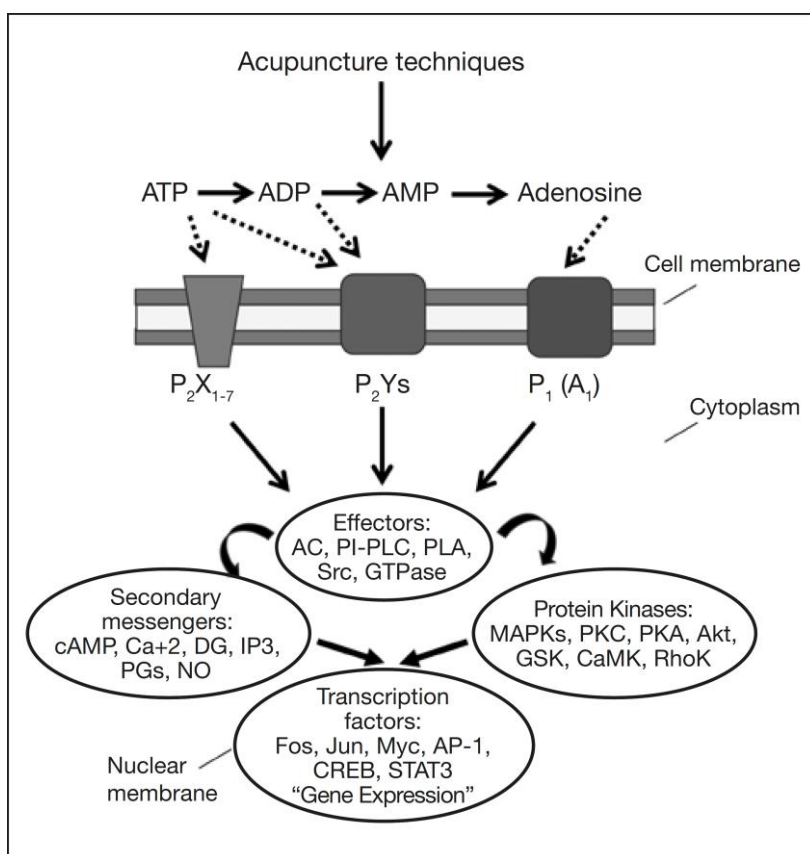 Acupuncture techniques
ATP ADP AMP Adenosine
Cell membrane
P₂X₁₋₇ P₂Ys P₁ (A₁)
Cytoplasm
Effectors:
AC, PI-PLC, PLA,
Src, GTPase
Secondary
messengers:
cAMP, Ca+2, DG, IP3,
PGs, NO
Protein Kinases:
MAPKs, PKC, PKA, Akt,
GSK, CaMK, RhoK
Transcription
factors:
Fos, Jun, Myc, AP-1,
CREB, STAT3
“Gene Expression”
Nuclear
membrane